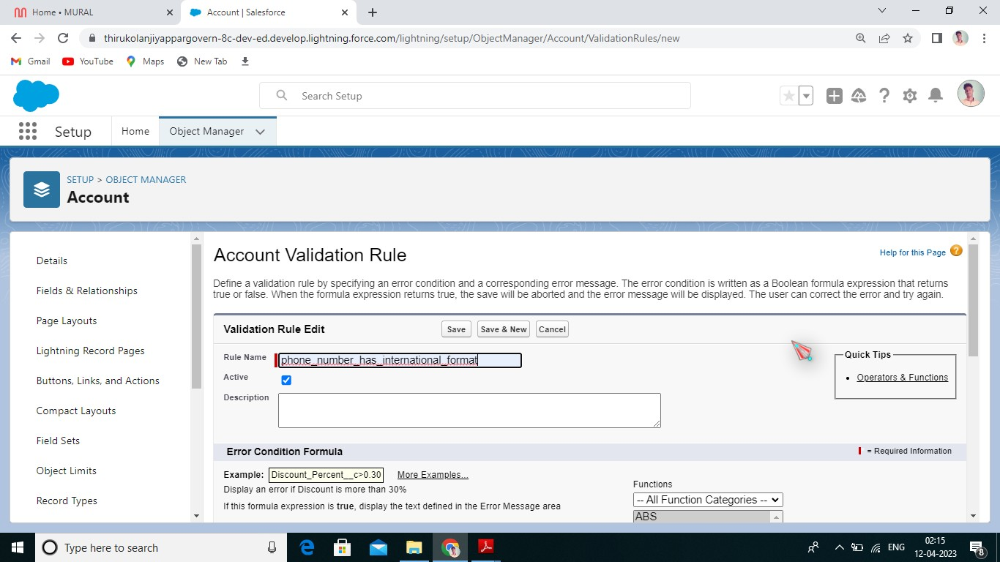 Home • MURAL
Account | Salesforce
thirukolanjiyappargovern-8c-dev-ed.develop.lightning.force.com/lightning/setup/ObjectManager/Account/ValidationRules/new
Gmail YouTube Maps New Tab
Search Setup
Setup Home Object Manager
SETUP > OBJECT MANAGER
Account
Details
Fields & Relationships
Page Layouts
Lightning Record Pages
Buttons, Links, and Actions
Compact Layouts
Field Sets
Object Limits
Record Types
Account Validation Rule
Help for this Page ?
Define a validation rule by specifying an error condition and a corresponding error message. The error condition is written as a Boolean formula expression that returns
true or false. When the formula expression returns true, the save will be aborted and the error message will be displayed. The user can correct the error and try again.
Validation Rule Edit Save Save & New Cancel
Rule Name phone_number_has_international_format
Active
Description
Quick Tips
• Operators & Functions
Error Condition Formula
= Required Information
Example: Discount_Percent__c>0.30 More Examples...
Display an error if Discount is more than 30%
If this formula expression is true, display the text defined in the Error Message area
Functions
-- All Function Categories --
ABS
Type here to search
ENG
02:15
12-04-2023
8